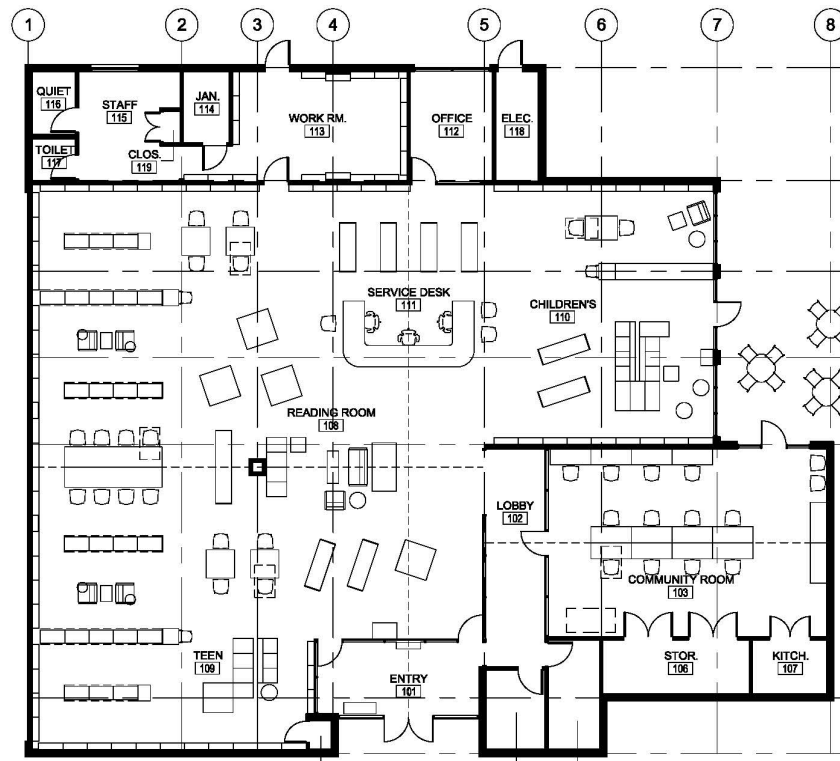 1 2 3 4 5 6 7 8
QUIET
116
STAFF
115
JAN.
114
WORK RM.
113
OFFICE
112
ELEC.
118
TOILET
117
CLOS.
119
SERVICE DESK
111
CHILDREN'S
110
READING ROOM
108
LOBBY
102
COMMUNITY ROOM
103
TEEN
109
ENTRY
101
STOR.
106
KITCH.
107